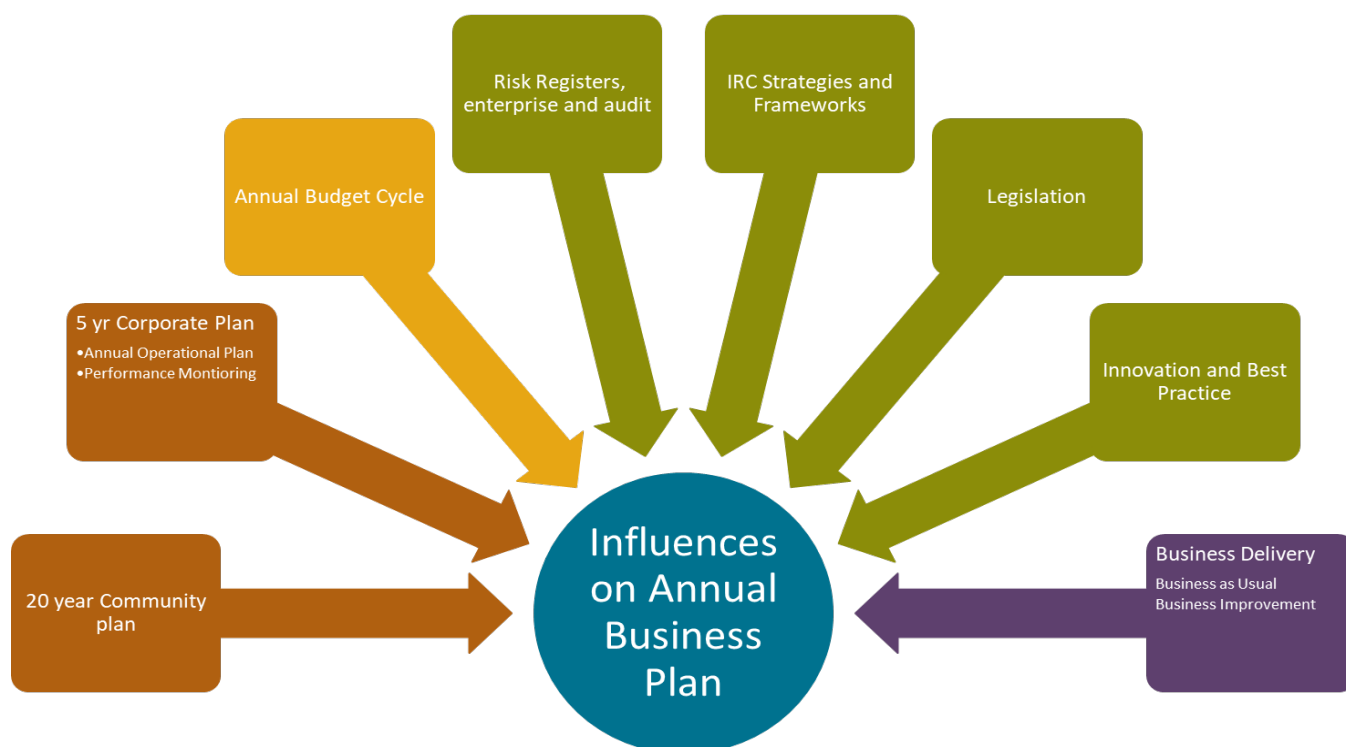 Risk Registers,
enterprise and audit
IRC Strategies and
Frameworks
Annual Budget Cycle
Legislation
5 yr Corporate Plan
•Annual Operational Plan
•Performance Montioring
Innovation and Best
Practice
20 year Community
plan
Influences
on Annual
Business
Plan
Business Delivery
Business as Usual
Business Improvement